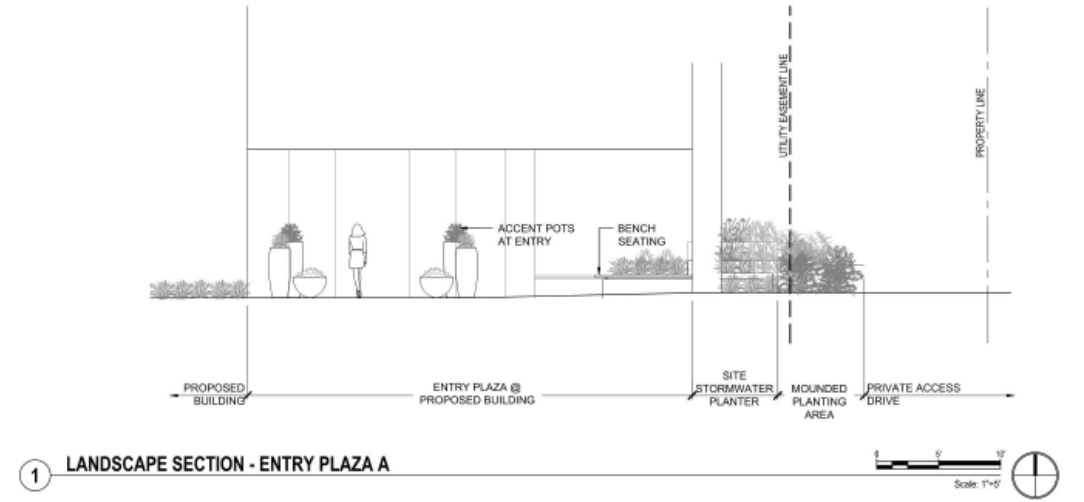 UTILITY EASEMENT LINE
PROPERTY LINE
ACCENT POTS
AT ENTRY
BENCH
SEATING
PROPOSED
BUILDING
ENTRY PLAZA @
PROPOSED BUILDING
SITE
STORMWATER
PLANTER
MOUNDED
PLANTING
AREA
PRIVATE ACCESS
DRIVE
1
LANDSCAPE SECTION - ENTRY PLAZA A
0 5' 10'
Scale: 1"=5'